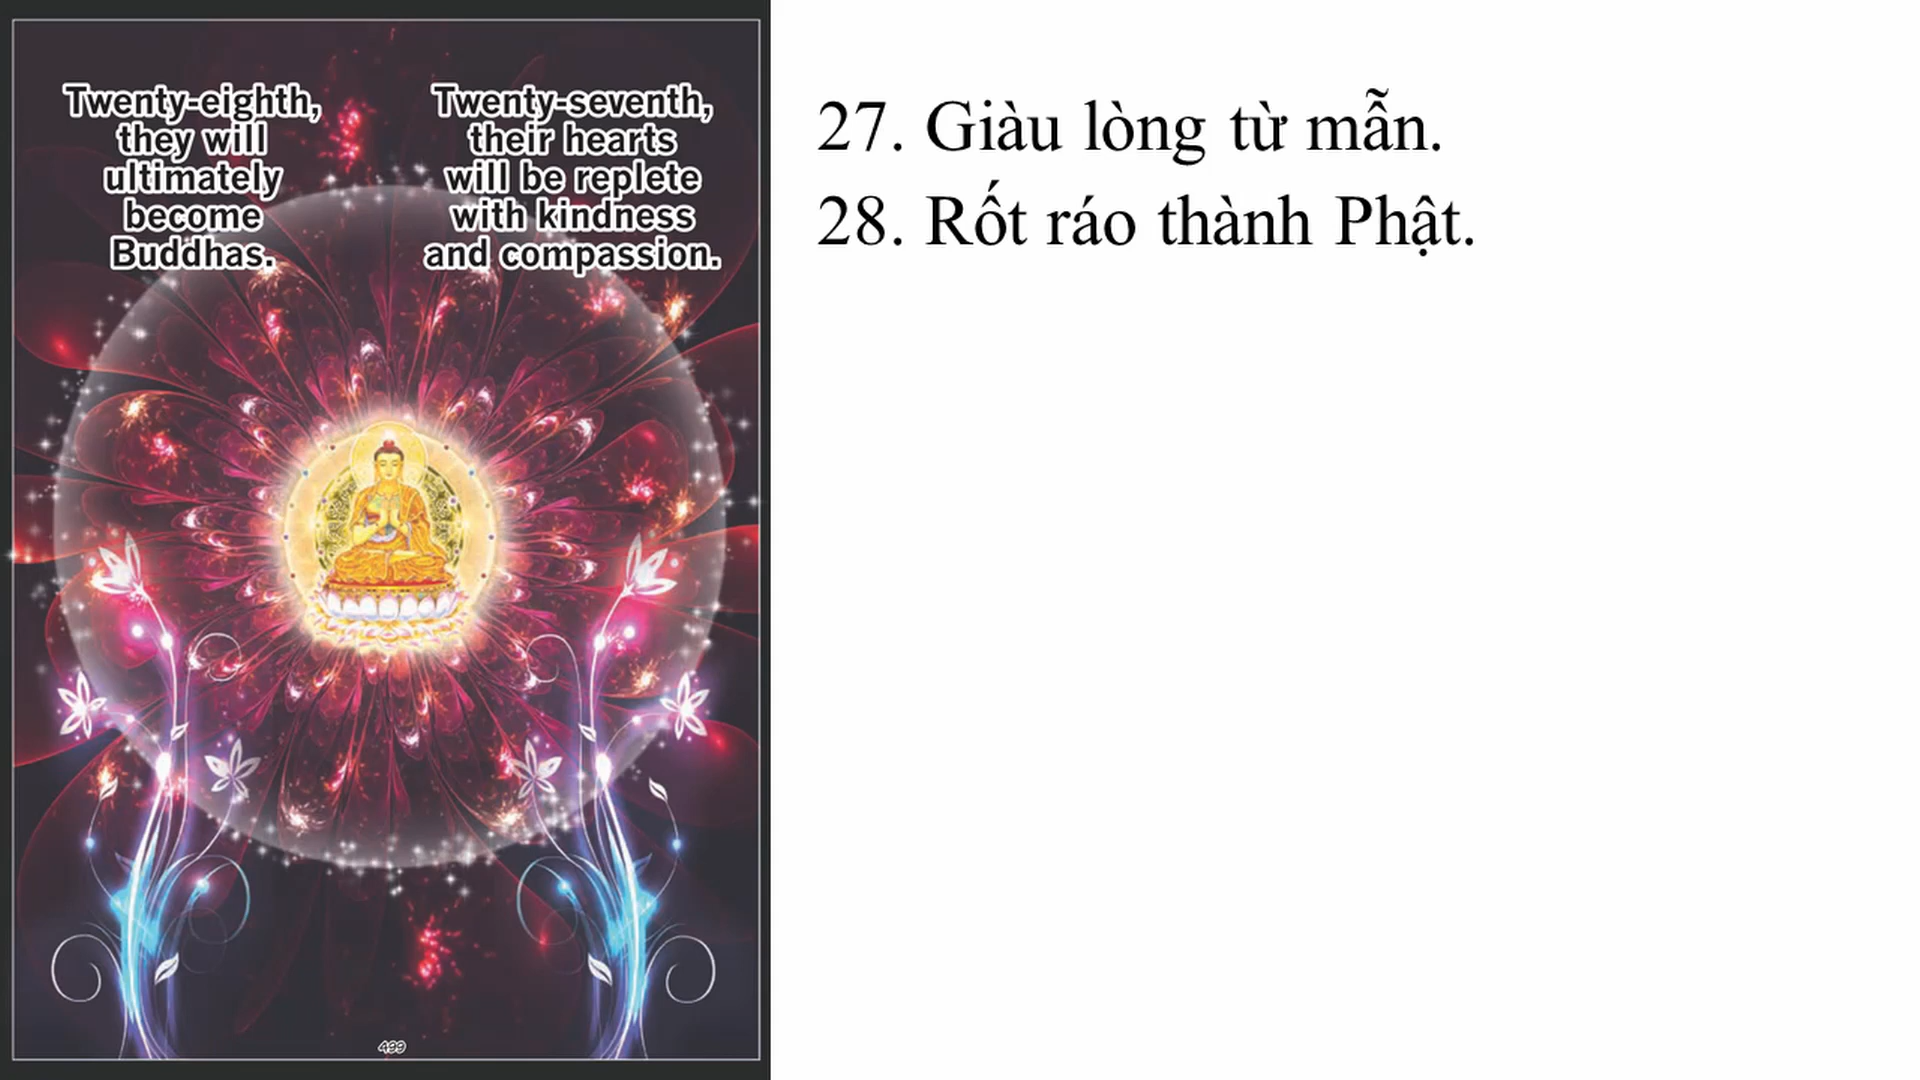 Twenty-eighth,
they will
ultimately
become
Buddhas.
Twenty-seventh,
their hearts
will be replete
with kindness
and compassion.
499
27. Giàu lòng từ mẫn.
28. Rốt ráo thành Phật.